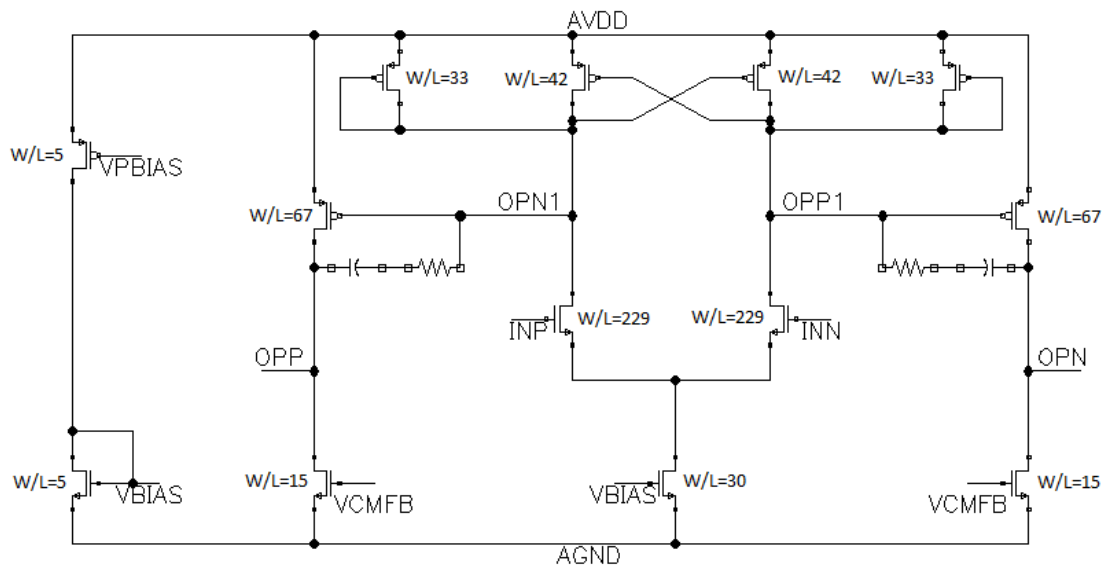 AVDD
W/L=33
W/L=42
W/L=42
W/L=33
W/L=5
VPBIAS
W/L=67
OPN1
OPP1
W/L=67
INP
W/L=229
W/L=229
INN
OPP
OPN
W/L=5
VBIAS
W/L=15
VCMFB
VBIAS
W/L=30
VCMFB
W/L=15
AGND